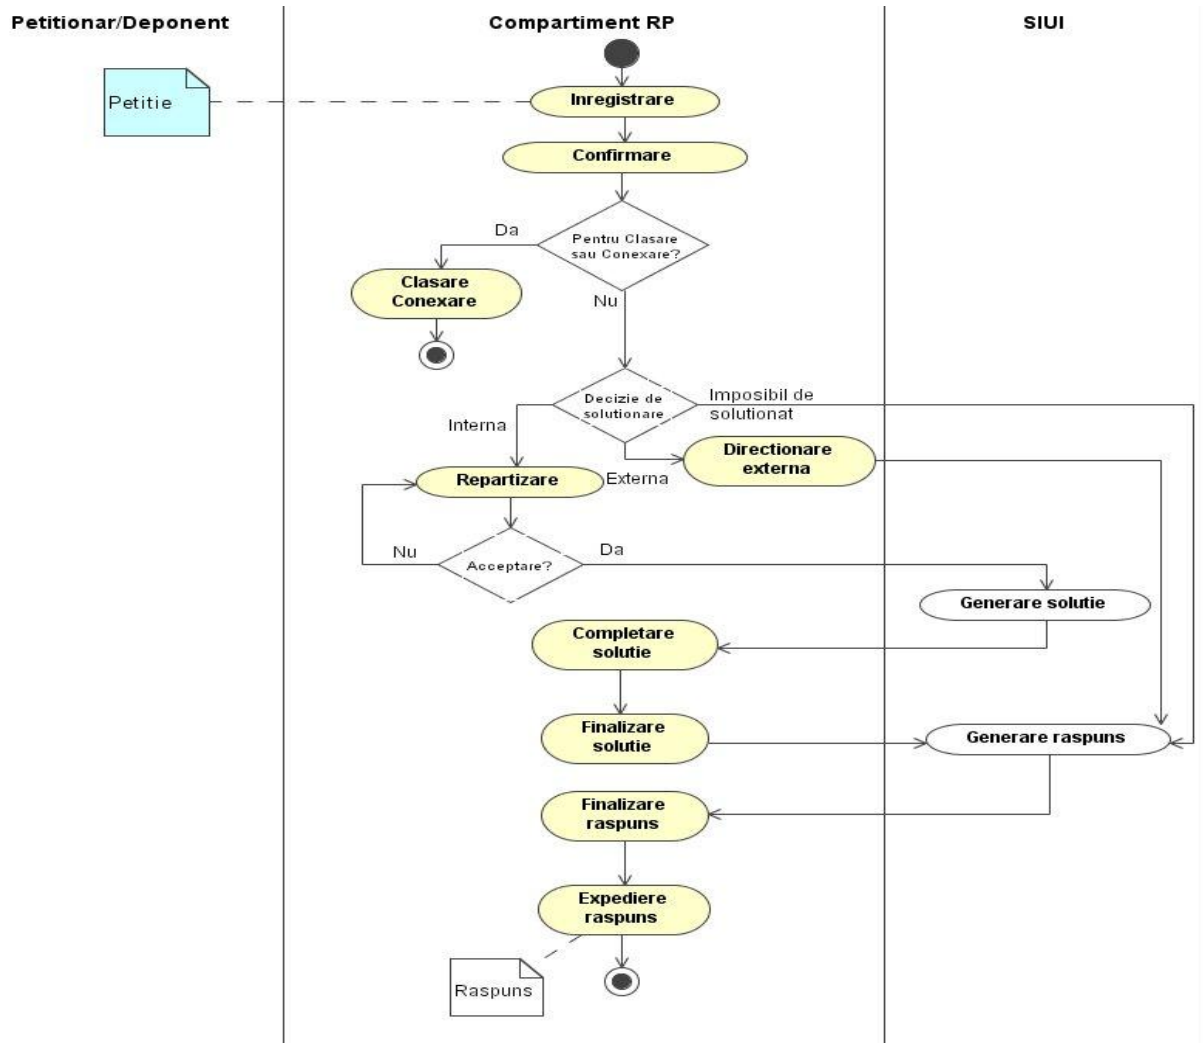 Petitionar/Deponent
Compartiment RP
SIUI
Petitie
Inregistrare
Confirmare
Da
Pentru Clasare
sau Conexare?
Clasare
Conexare
Nu
Decizie de
solutionare
Imposibil de
solutionat
Interna
Directionare
externa
Repartizare
Externa
Nu
Acceptare?
Da
Generare solutie
Completare
solutie
Finalizare
solutie
Generare raspuns
Finalizare
raspuns
Expediere
raspuns
Raspuns